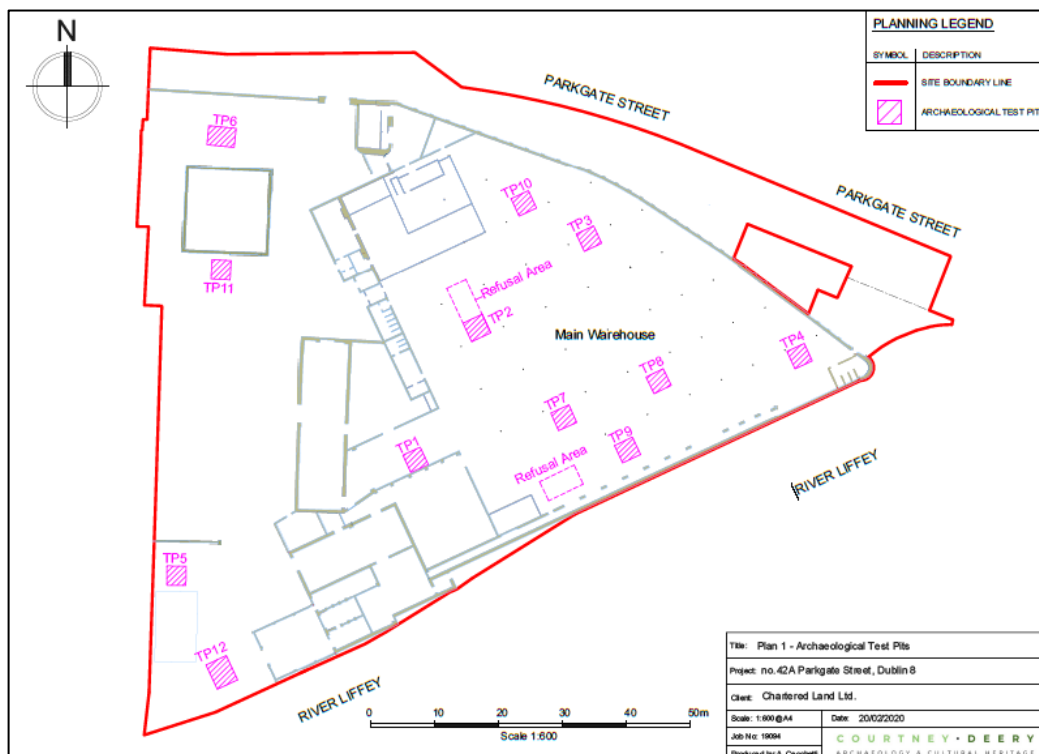 N
PLANNING LEGEND
SYMBOL DESCRIPTION
SITE BOUNDARY LINE
ARCHAEOLOGICAL TEST PIT
PARKGATE STREET
PARKGATE STREET
TP6
TP10
TP3
TP11
Refusal Area
TP2
Main Warehouse
TP4
TP8
TP7
TP1
TP9
Refusal Area
RIVER LIFFEY
TP5
TP12
RIVER LIFFEY
0 10 20 30 40 50m
Scale 1:600
Title: Plan 1 - Archaeological Test Pits
Project: no.42A Parkgate Street, Dublin 8
Client: Chartered Land Ltd.
Scale: 1:600@A4 Date: 20/02/2020
Job No: 19094
COURTNEY · DEERY
ARCHAEOLOGY & CULTURAL HERITAGE
Produced by